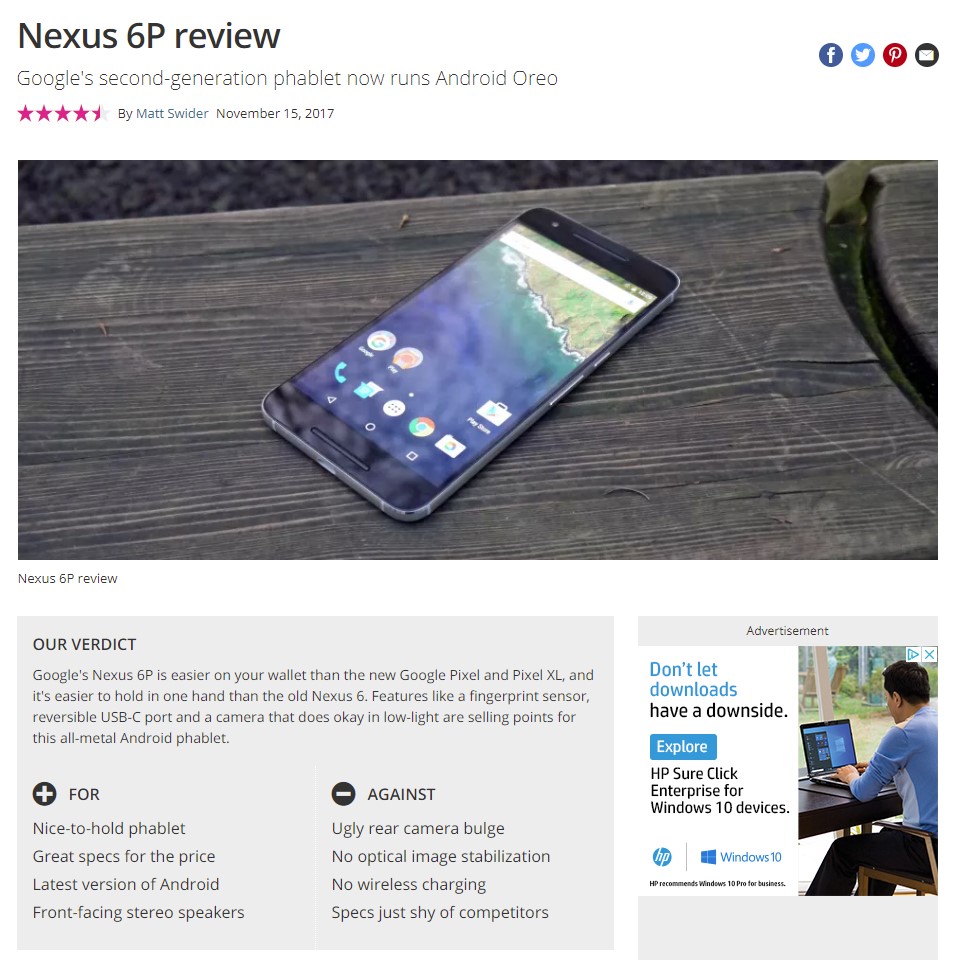 Nexus 6P review
Google's second-generation phablet now runs Android Oreo
By Matt Swider November 15, 2017
Google
Play
Play Store
Nexus 6P review
OUR VERDICT
Google's Nexus 6P is easier on your wallet than the new Google Pixel and Pixel XL, and
it's easier to hold in one hand than the old Nexus 6. Features like a fingerprint sensor,
reversible USB-C port and a camera that does okay in low-light are selling points for
this all-metal Android phablet.
FOR
Nice-to-hold phablet
Great specs for the price
Latest version of Android
Front-facing stereo speakers
AGAINST
Ugly rear camera bulge
No optical image stabilization
No wireless charging
Specs just shy of competitors
Advertisement
Don't let
downloads
have a downside.
Explore
HP Sure Click
Enterprise for
Windows 10 devices.
hp
Windows10
HP recommends Windows 10 Pro for business.